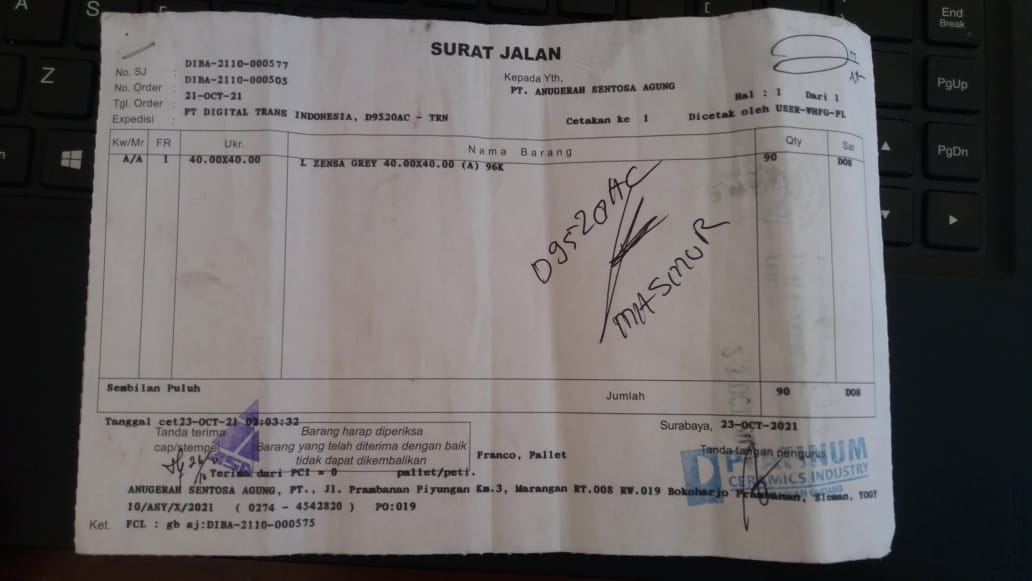 SURAT JALAN
No. SJ : DIBA-2110-000577
No. Order : DIBA-2110-000503
Tgl. Order : 21-OCT-21
Expedisi : PT DIGITAL TRANS INDONESIA, D9520AC - TRN
Kepada Yth,
PT. ANUGERAH SENTOSA AGUNG
Hal : 1 Dari 1
Cetakan ke 1 Dicetak oleh USER-WHFG-PL
Kw/Mr FR Ukr. Nama Barang Qty Sat
A/A 1 40.00X40.00 L ZENSA GREY 40.00X40.00 (A) 96K 90 DOS
D9520AC
MASMUR
Sembilan Puluh Jumlah 90 DOS
Tanggal cet23-OCT-21 02:03:32
Surabaya, 23-OCT-2021
Tanda terima
cap/stempel
Barang harap diperiksa
Barang yang telah diterima dengan baik
tidak dapat dikembalikan
Franco, Pallet
Tanda tangan pengurus
PLATINUM
CERAMICS INDUSTRY
Terima dari PCI = 0 pallet/peti.
ANUGERAH SENTOSA AGUNG, PT., Jl. Prambanan Piyungan Km.3, Marangan RT.008 RW.019 Bokoharjo Prambanan, Sleman, YOGY
10/ASY/X/2021 ( 0274 - 4542820 ) PO:019
Ket. FCL : gb sj:DIBA-2110-000575
A
S
Z
End
Break
PgUp
PgDn